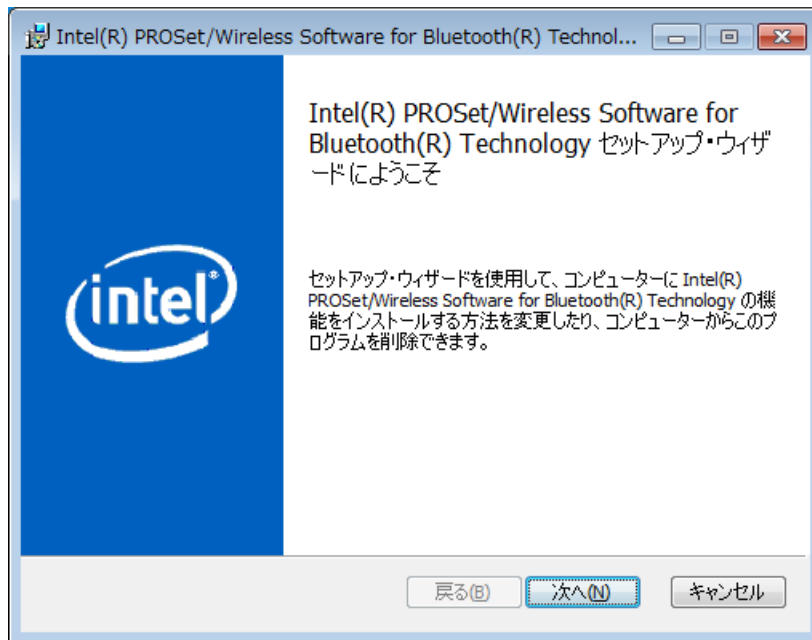 Intel(R) PROSet/Wireless Software for Bluetooth(R) Technol...
Intel(R) PROSet/Wireless Software for
Bluetooth(R) Technology セットアップ・ウィザ
ードにようこそ
intel®
セットアップ・ウィザードを使用して、コンピューターに Intel(R)
PROSet/Wireless Software for Bluetooth(R) Technology の機
能をインストールする方法を変更したり、コンピューターからこのプ
ログラムを削除できます。
戻る(B) 次へ(N) キャンセル